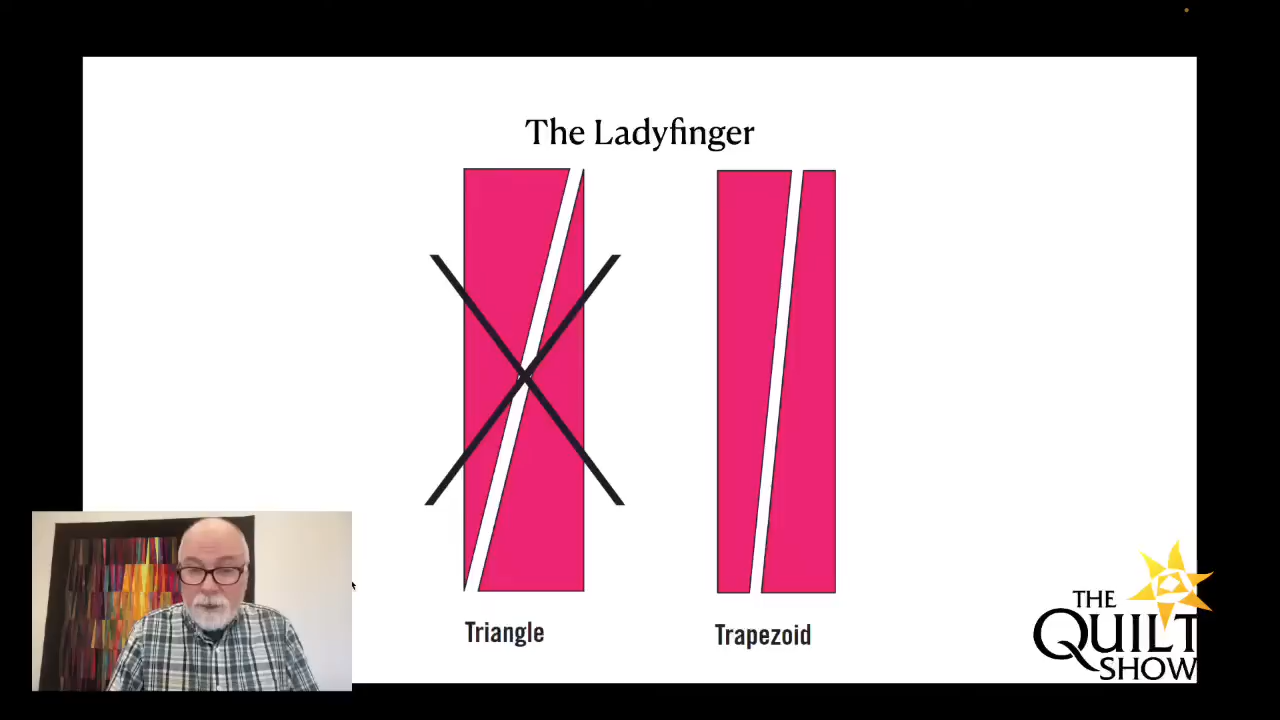 The Ladyfinger
Triangle
Trapezoid
THE
QUILT
SHOW